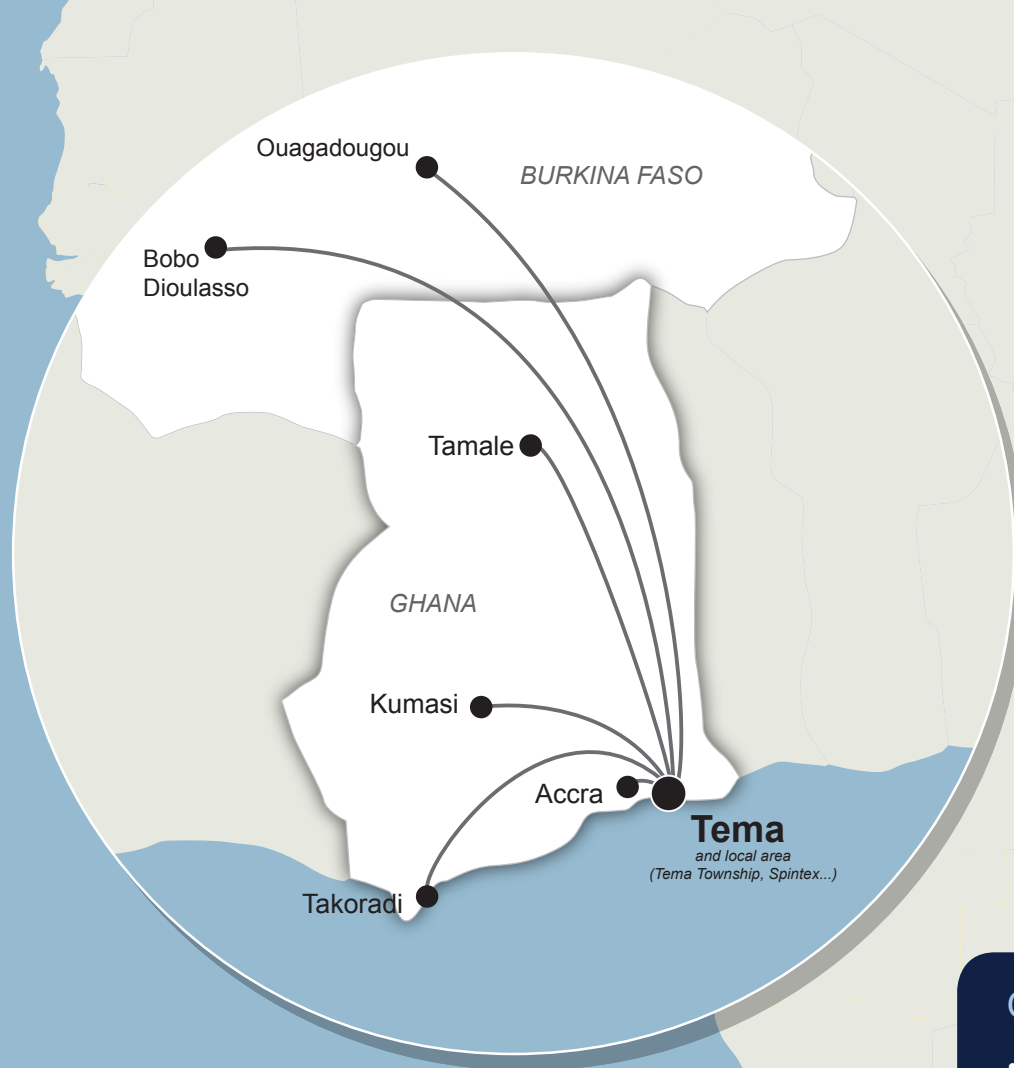 Ouagadougou
BURKINA FASO
Bobo
Dioulasso
Tamale
GHANA
Kumasi
Accra
Tema
and local area
(Tema Township, Spintex...)
Takoradi